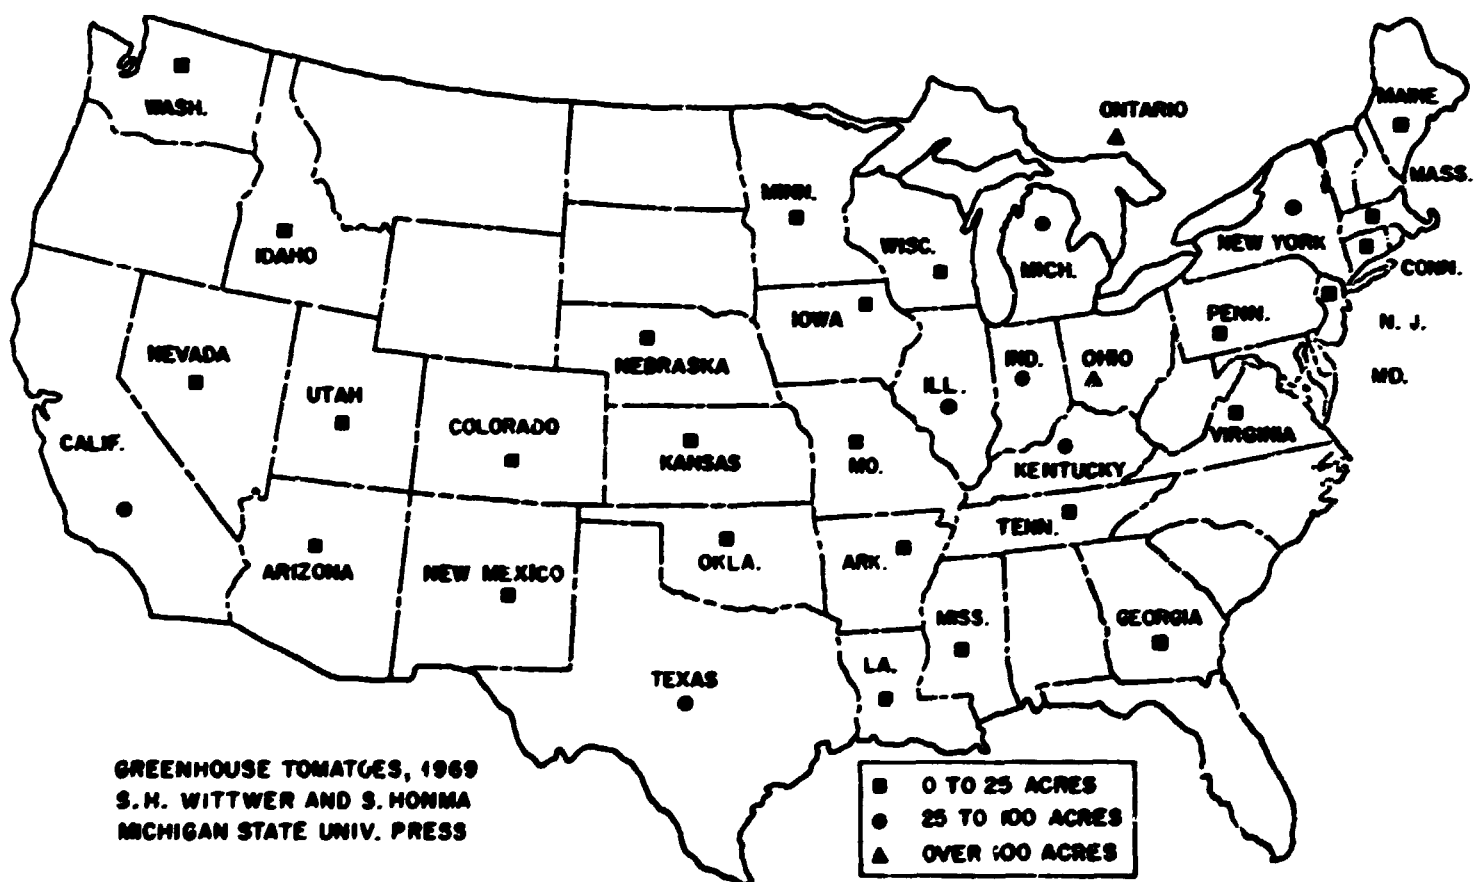 ONTARIO
MAINE
WASH.
MASS.
MINN.
WISC.
NEW YORK
IDAHO
MICH.
CONN.
IOWA
PENN.
N. J.
NEVADA
NEBRASKA
IND.
OHIO
MD.
UTAH
ILL.
COLORADO
VIRGINIA
CALIF.
KANSAS
MO.
KENTUCKY
TENN.
ARIZONA
NEW MEXICO
OKLA.
ARK.
MISS.
GEORGIA
LA.
TEXAS
GREENHOUSE TOMATOES, 1969
S.H. WITTWER AND S. HONMA
MICHIGAN STATE UNIV. PRESS
0 TO 25 ACRES
25 TO 100 ACRES
OVER 100 ACRES